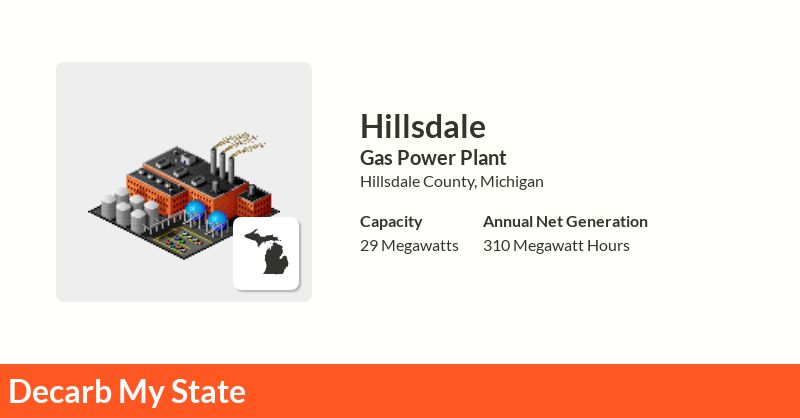 Hillsdale
Gas Power Plant
Hillsdale County, Michigan
Capacity
29 Megawatts
Annual Net Generation
310 Megawatt Hours
Decarb My State